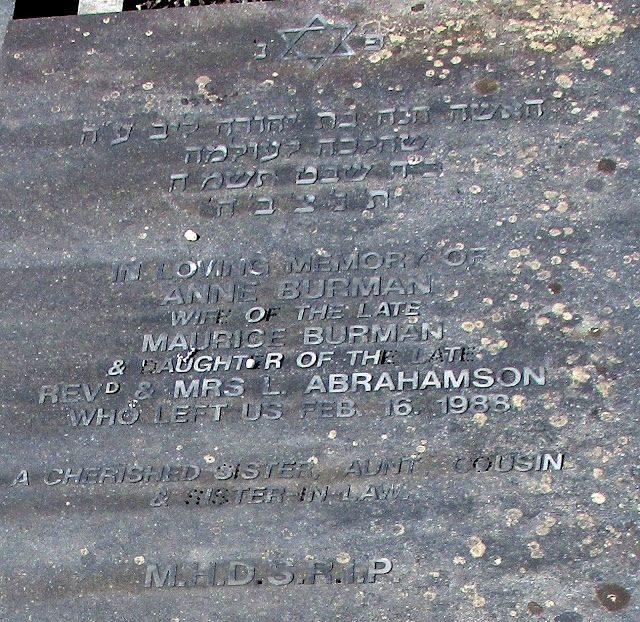 פ נ
האשה חנה בת יהודה ליב ע״ה
שהלכה לעולמה
כ״ח שבט תשמ״ח
ת׳ נ׳ צ׳ ב׳ ה׳
IN LOVING MEMORY OF
ANNE BURMAN
WIFE OF THE LATE
MAURICE BURMAN
& DAUGHTER OF THE LATE
REVD & MRS L. ABRAHAMSON
WHO LEFT US FEB. 16. 1988
A CHERISHED SISTER, AUNT, COUSIN
& SISTER-IN-LAW.
M.H.D.S.R.I.P.